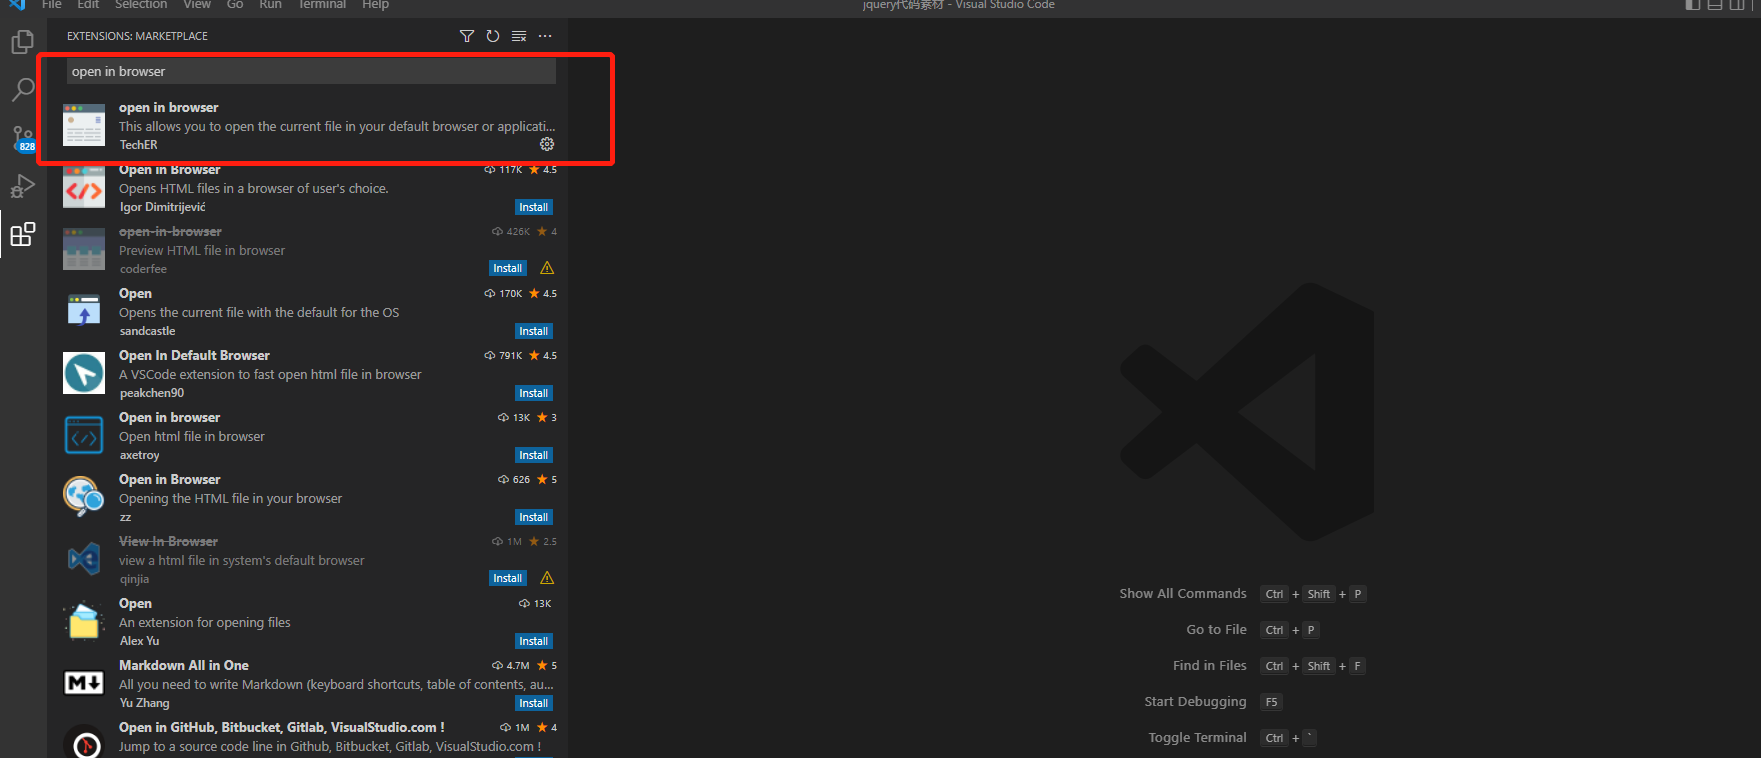 File Edit Selection View Go Run Terminal Help
jquery代码素材 - Visual Studio Code
EXTENSIONS: MARKETPLACE
open in browser
open in browser
This allows you to open the current file in your default browser or applicati...
TechER
828
Open in Browser 117K 4.5
Opens HTML files in a browser of user's choice.
Igor Dimitrijević Install
open-in-browser 426K 4
Preview HTML file in browser
coderfee Install
Open 170K 4.5
Opens the current file with the default for the OS
sandcastle Install
Open In Default Browser 791K 4.5
A VSCode extension to fast open html file in browser
peakchen90 Install
Open in browser 13K 3
Open html file in browser
axetroy Install
Open in Browser 626 5
Opening the HTML file in your browser
zz Install
View In Browser 1M 2.5
view a html file in system's default browser
qinjia Install
Open 13K
An extension for opening files
Alex Yu Install
Markdown All in One 4.7M 5
All you need to write Markdown (keyboard shortcuts, table of contents, au...
Yu Zhang Install
Open in GitHub, Bitbucket, Gitlab, VisualStudio.com ! 1M 4
Jump to a source code line in Github, Bitbucket, Gitlab, VisualStudio.com !
Show All Commands Ctrl + Shift + P
Go to File Ctrl + P
Find in Files Ctrl + Shift + F
Start Debugging F5
Toggle Terminal Ctrl + `